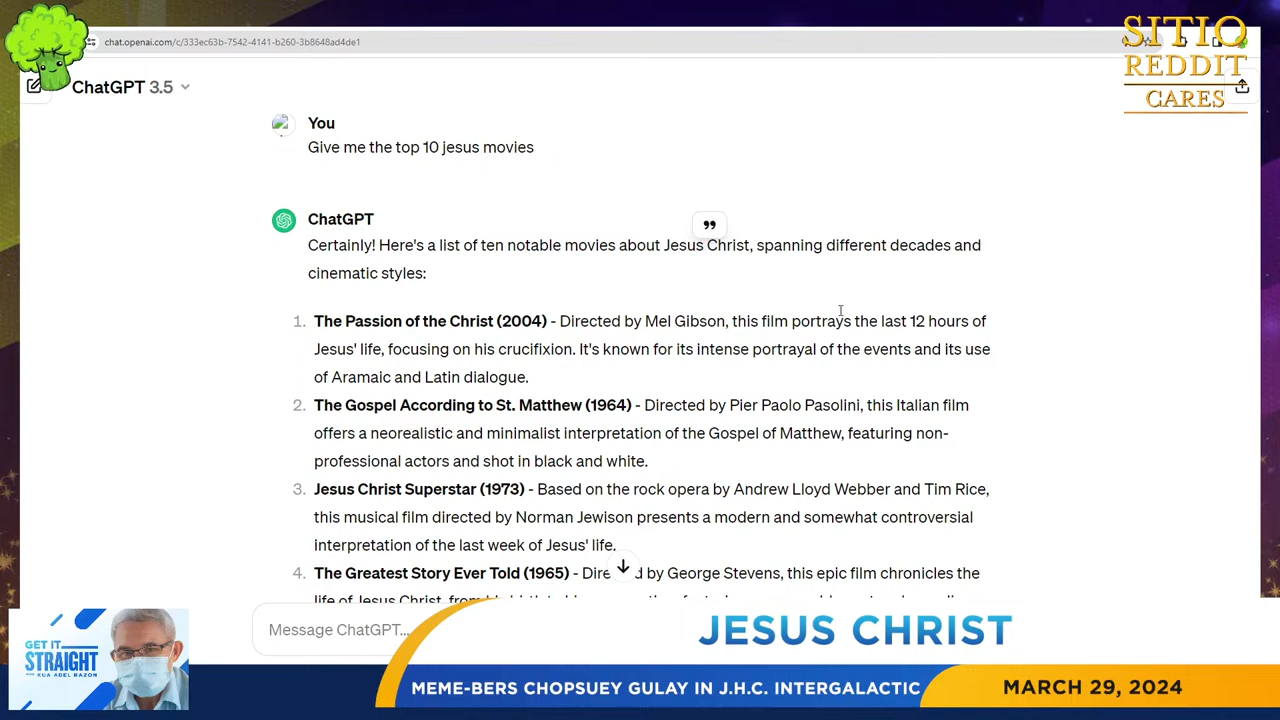 SITIO
REDDIT
CARES
chat.openai.com/c/333ec63b-7542-4141-b260-3b8648ad4de1
ChatGPT 3.5
You
Give me the top 10 jesus movies
ChatGPT
Certainly! Here's a list of ten notable movies about Jesus Christ, spanning different decades and
cinematic styles:
1. The Passion of the Christ (2004) - Directed by Mel Gibson, this film portrays the last 12 hours of
Jesus' life, focusing on his crucifixion. It's known for its intense portrayal of the events and its use
of Aramaic and Latin dialogue.
2. The Gospel According to St. Matthew (1964) - Directed by Pier Paolo Pasolini, this Italian film
offers a neorealistic and minimalist interpretation of the Gospel of Matthew, featuring non-
professional actors and shot in black and white.
3. Jesus Christ Superstar (1973) - Based on the rock opera by Andrew Lloyd Webber and Tim Rice,
this musical film directed by Norman Jewison presents a modern and somewhat controversial
interpretation of the last week of Jesus' life.
4. The Greatest Story Ever Told (1965) - Directed by George Stevens, this epic film chronicles the
life of Jesus Christ, from
Message ChatGPT...
GET IT
STRAIGHT
JESUS CHRIST
MEME-BERS CHOPSUEY GULAY IN J.H.C. INTERGALACTIC
MARCH 29, 2024